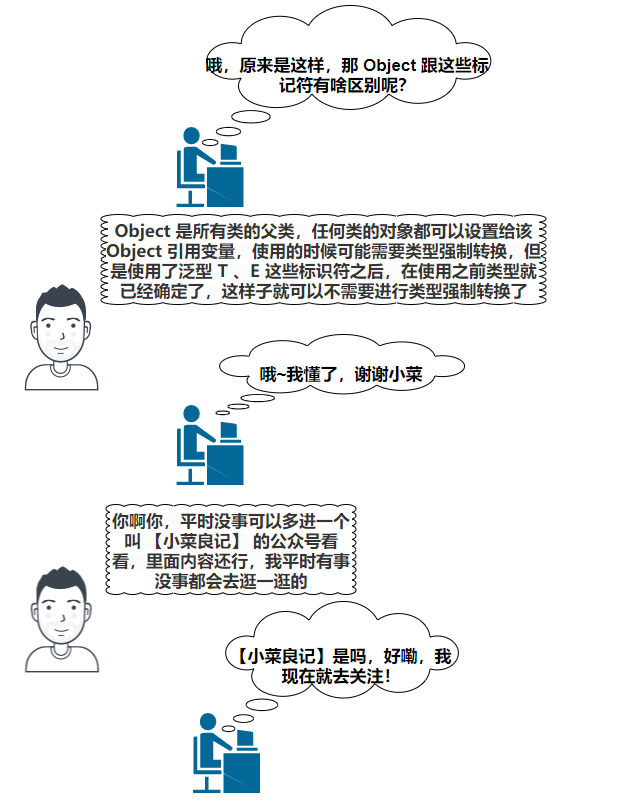 哦，原来是这样，那 Object 跟这些标
记符有啥区别呢？
Object 是所有类的父类，任何类的对象都可以设置给该
Object 引用变量，使用的时候可能需要类型强制转换，但
是使用了泛型 T 、E 这些标识符之后，在使用之前类型就
已经确定了，这样子就可以不需要进行类型强制转换了
哦~我懂了，谢谢小菜
你啊你，平时没事可以多进一个
叫 【小菜良记】 的公众号看
看，里面内容还行，我平时有事
没事都会去逛一逛的
【小菜良记】是吗，好嘞，我
现在就去关注！